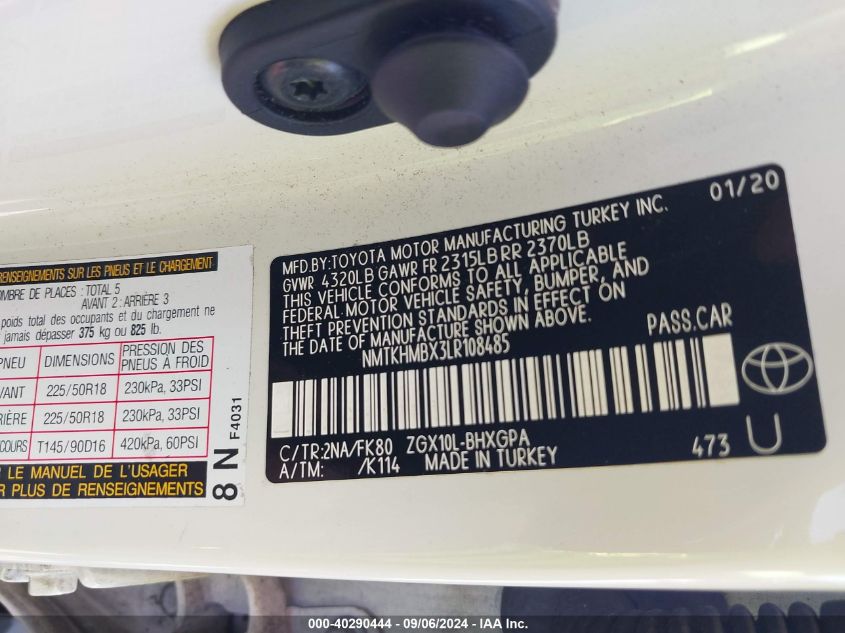 RENSEIGNEMENTS SUR LES PNEUS ET LE CHARGEMENT
OMBRE DE PLACES : TOTAL 5
AVANT 2 : ARRIÈRE 3
poids total des occupants et du chargement ne
jamais dépasser 375 kg ou 825 lb.
PNEU DIMENSIONS PRESSION DES PNEUS À FROID
VANT 225/50R18 230kPa, 33PSI
RIÈRE 225/50R18 230kPa, 33PSI
COURS T145/90D16 420kPa, 60PSI
LE MANUEL DE L'USAGER
R PLUS DE RENSEIGNEMENTS
8 N F4031
01/20
MFD.BY:TOYOTA MOTOR MANUFACTURING TURKEY INC.
GVWR 4320LB GAWR FR 2315LB RR 2370LB
THIS VEHICLE CONFORMS TO ALL APPLICABLE
FEDERAL MOTOR VEHICLE SAFETY, BUMPER, AND
THEFT PREVENTION STANDARDS IN EFFECT ON
THE DATE OF MANUFACTURE SHOWN ABOVE.
NMTKHMBX3LR108485 PASS.CAR
C/TR:2NA/FK80 ZGX10L-BHXGPA
A/TM: /K114 MADE IN TURKEY
473 U
000-40290444 - 09/06/2024 - IAA Inc.